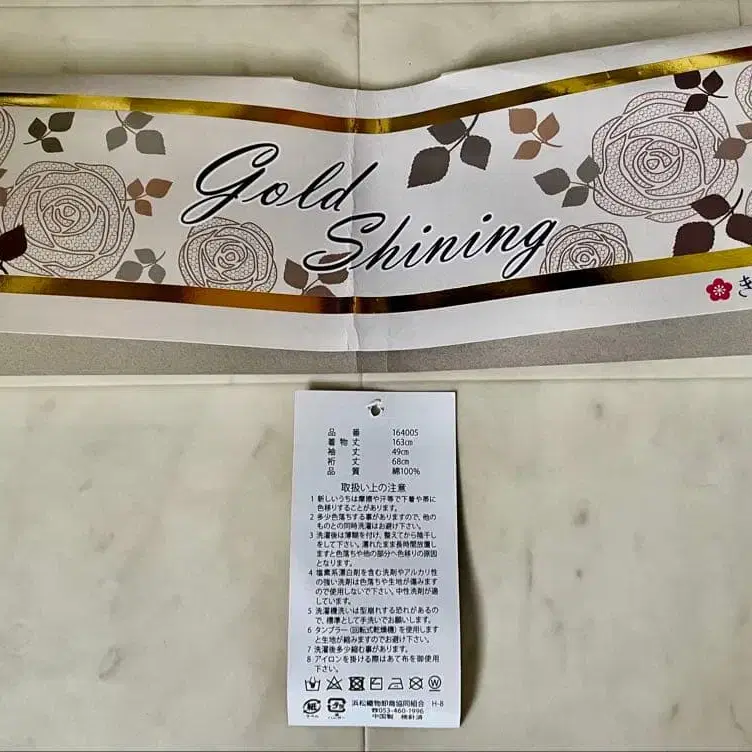 Gold
Shining
き
品番 164005
着物丈 163cm
袖丈 49cm
裄丈 68cm
品質 綿100%
取扱い上の注意
1 新しいうちは摩擦や汗等で下着や帯に
色移りすることがあります。
2 多少色落ちする事がありますので、他の
ものとの同時洗濯はお避け下さい。
3 洗濯後は薄糊を付け、整えてから陰干し
をして下さい。濡れたまま長時間放置し
ますと色落ちや他の部分へ色移りの原因
となります。
4 塩素系漂白剤を含む洗剤やアルカリ性
の強い洗剤は色落ちや生地が傷みます
ので使用しないで下さい。中性洗剤が適
しています。
5 洗濯機洗いは型崩れする恐れがあるの
で、標準として手洗いでお願いします。
6 タンブラー(回転式乾燥機)を使用します
と生地が縮みますのでお避け下さい。
7 洗濯後多少縮む事があります。
8 アイロンを掛ける際はあて布を御使用
下さい。
浜松織物卸商協同組合 H-8
☎053-460-1996
中国製 検針済